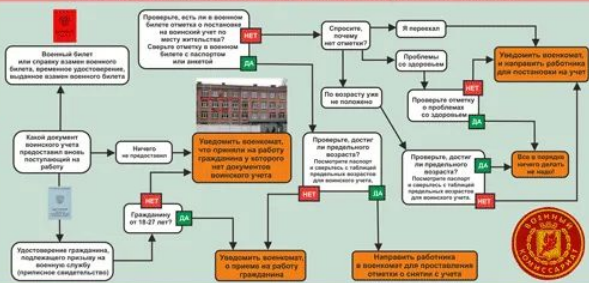 Военный билет
или справку взамен военного
билета, временное удостоверение,
выданное взамен военного билета
Какой документ
воинского учета
предоставил вновь
поступающий на
работу
Удостоверение гражданина,
подлежащего призыву на
военную службу
(приписное свидетельство)
Ничего
не предоставил
Уведомить военкомат,
что приняли на работу
гражданина у которого
нет документов
воинского учета
НЕТ
Гражданину
от 18-27 лет?
ДА
Проверьте, есть ли в военном
билете отметка о постановке
на воинский учет по
месту жительства?
Сверьте отметку в военном
билете с паспортом
или анкетой
НЕТ
ДА
Спросите,
почему
нет отметки?
Я переехал
Проблемы
со здоровьем
По возрасту уже
не положено
Уведомить военкомат,
и направить работника
для постановки на учет
Проверьте отметку
о проблемах
со здоровьем
НЕТ
ДА
Все в порядке
ничего делать
не надо!
Проверьте, достиг
ли предельного
возраста?
Посмотрите паспорт
и сверьтесь с таблицей
предельного возраста
для воинского учета,
НЕТ
ДА
Проверьте, достиг
ли предельного
возраста?
Посмотрите паспорт
и сверьтесь с таблицей
предельного возраста
для воинского учета,
ДА
НЕТ
Уведомить военкомат,
о приеме на работу
гражданина
Направить работника
в военкомат для проставления
отметки о снятии с учета
ВОЕННЫЙ
КОМИССАРИАТ